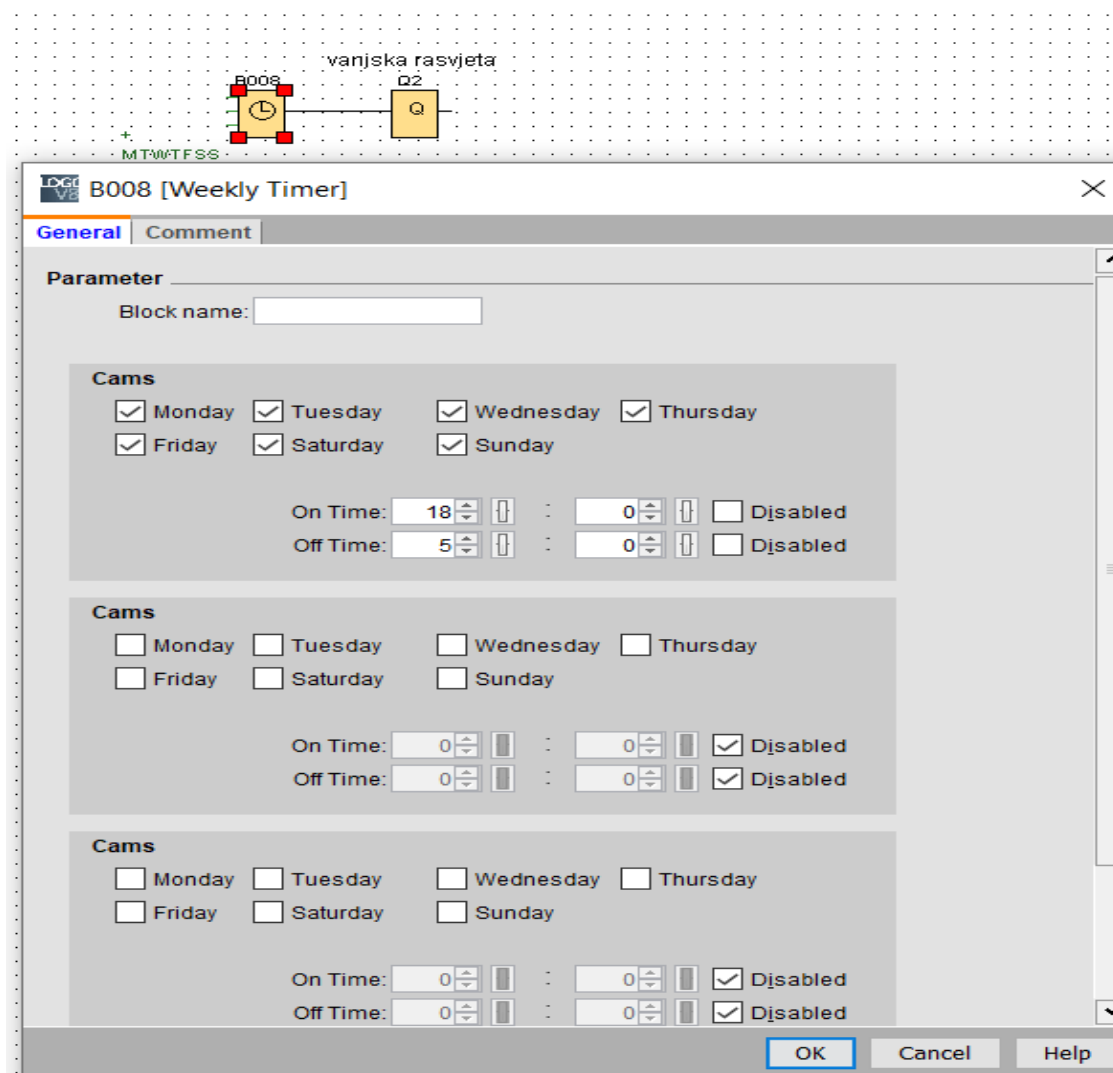 vanjska rasvjeta
B008 Q2
Q
+
MTWTFSS
LOGO V8 B008 [Weekly Timer]
General Comment
Parameter
Block name:
Cams
Monday Tuesday Wednesday Thursday
Friday Saturday Sunday
On Time: 18 : 0 Disabled
Off Time: 5 : 0 Disabled
Cams
Monday Tuesday Wednesday Thursday
Friday Saturday Sunday
On Time: 0 : 0 Disabled
Off Time: 0 : 0 Disabled
Cams
Monday Tuesday Wednesday Thursday
Friday Saturday Sunday
On Time: 0 : 0 Disabled
Off Time: 0 : 0 Disabled
OK Cancel Help